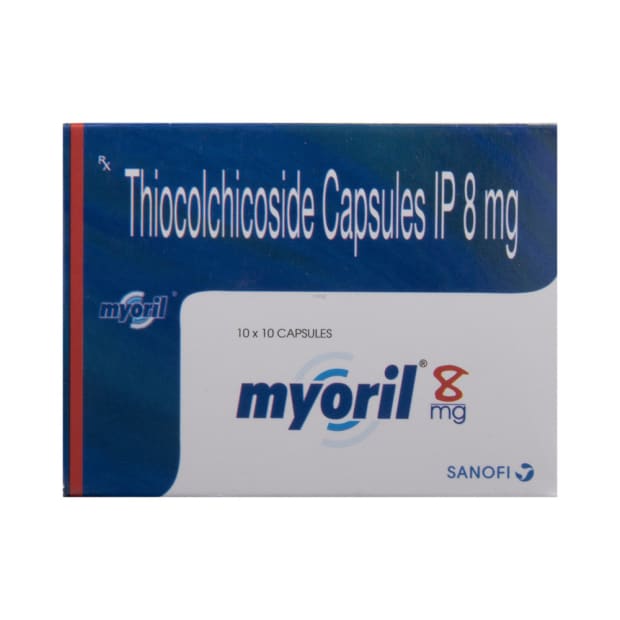 Rx
Thiocolchicoside Capsules IP 8 mg
myoril®
10 x 10 CAPSULES
myoril® 8 mg
SANOFI